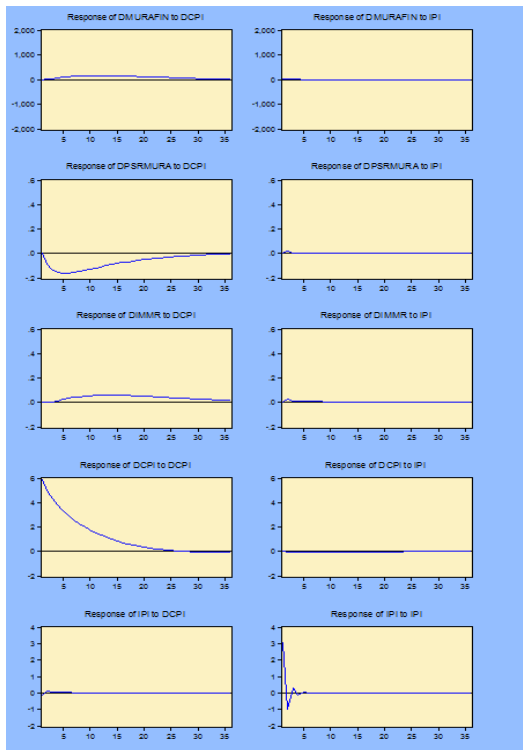 Response of DMURAFIN to DCPI
2,000
1,000
0
-1,000
-2,000
5 10 15 20 25 30 35
Response of DMURAFIN to IPI
2,000
1,000
0
-1,000
-2,000
5 10 15 20 25 30 35
Response of DPSRMURA to DCPI
.6
.4
.2
.0
-.2
5 10 15 20 25 30 35
Response of DPSRMURA to IPI
.6
.4
.2
.0
-.2
5 10 15 20 25 30 35
Response of DIMMR to DCPI
.6
.4
.2
.0
-.2
5 10 15 20 25 30 35
Response of DIMMR to IPI
.6
.4
.2
.0
-.2
5 10 15 20 25 30 35
Response of DCPI to DCPI
6
4
2
0
-2
5 10 15 20 25 30 35
Response of DCPI to IPI
6
4
2
0
-2
5 10 15 20 25 30 35
Response of IPI to DCPI
4
3
2
1
0
-1
-2
5 10 15 20 25 30 35
Response of IPI to IPI
4
3
2
1
0
-1
-2
5 10 15 20 25 30 35